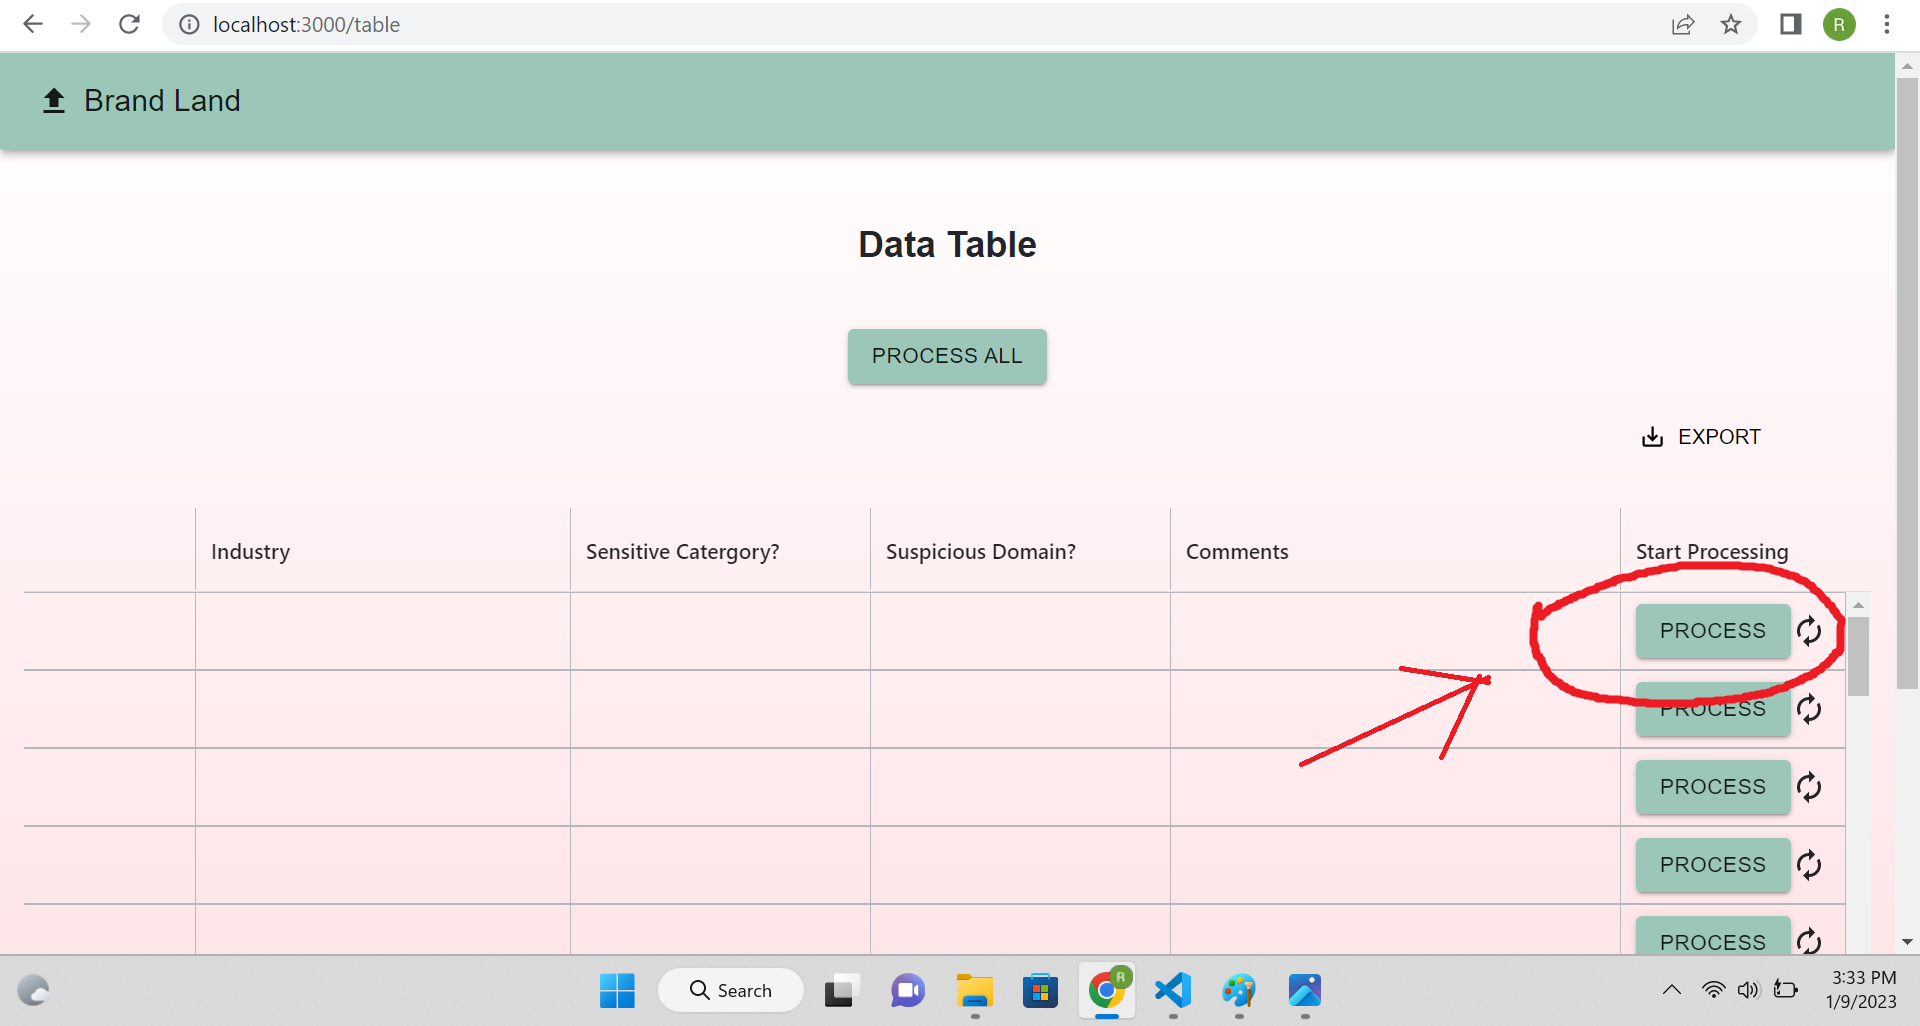 localhost:3000/table
R
Brand Land
Data Table
PROCESS ALL
EXPORT
Industry Sensitive Catergory? Suspicious Domain? Comments Start Processing
PROCESS
PROCESS
PROCESS
PROCESS
PROCESS
Search
R
3:33 PM
1/9/2023